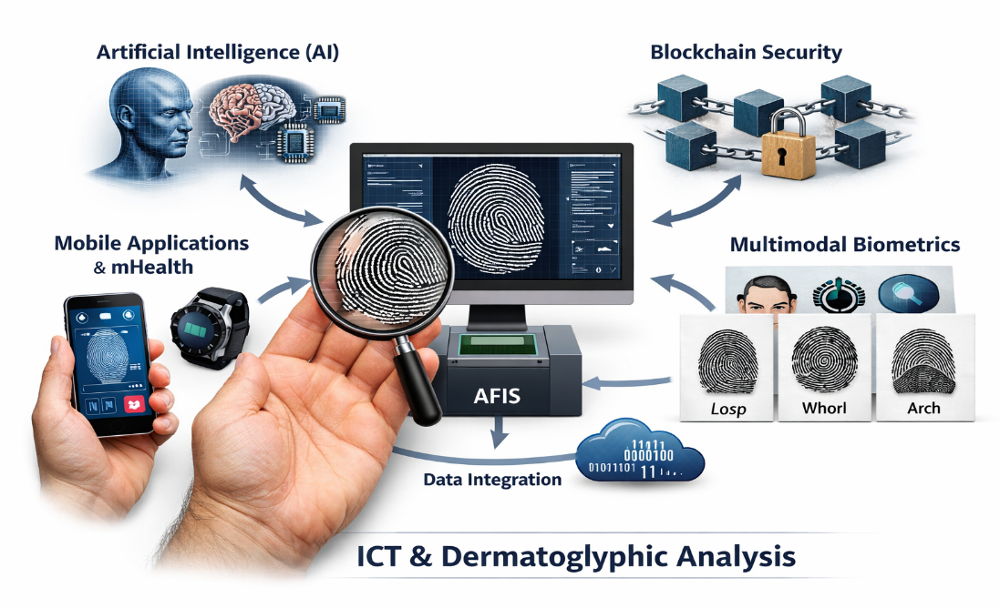 Artificial Intelligence (AI)
Blockchain Security
Mobile Applications
& mHealth
Multimodal Biometrics
AFIS
Losp
Whorl
Arch
11011
0000100
01011101 11
Data Integration
ICT & Dermatoglyphic Analysis